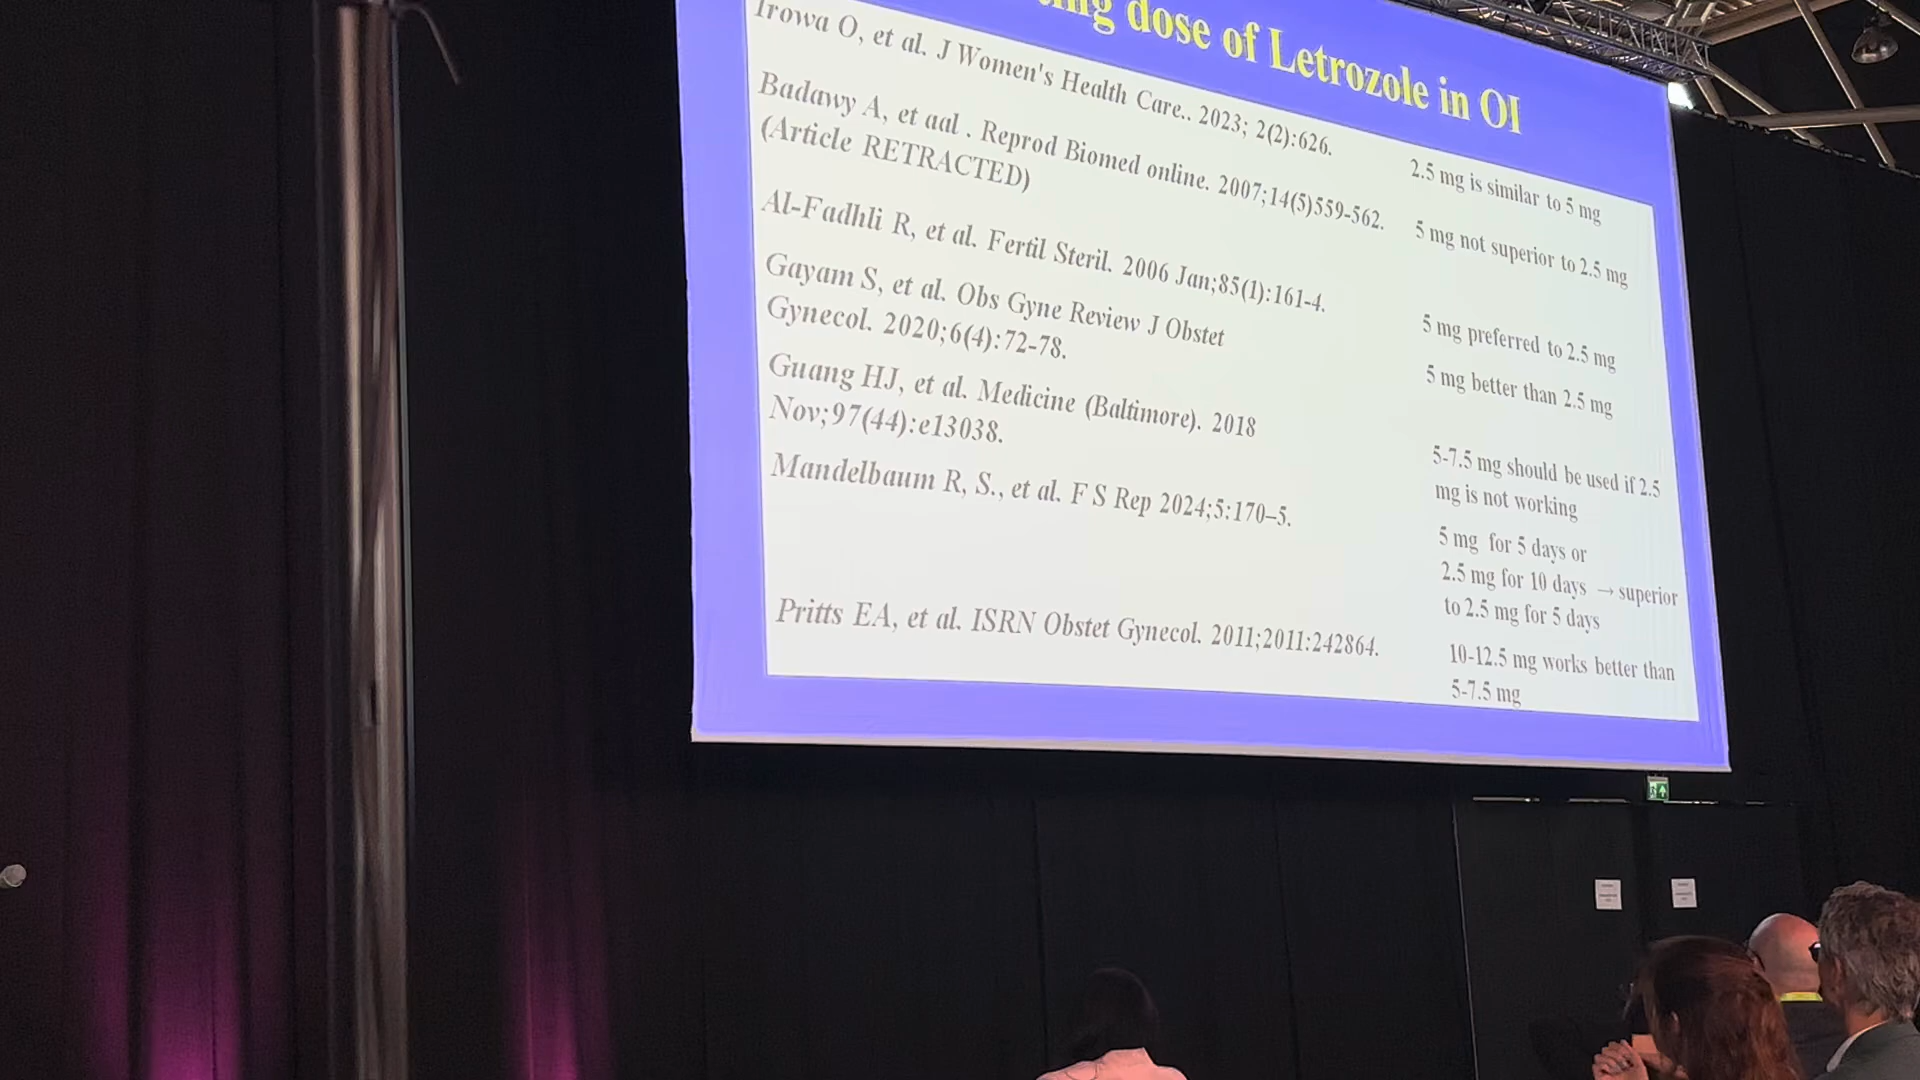 dose of Letrozole in OI
Irowa O, et al. J Women's Health Care.. 2023; 2(2):626.
2.5 mg is similar to 5 mg
Badawy A, et aal . Reprod Biomed online. 2007;14(5)559-562.
(Article RETRACTED)
5 mg not superior to 2.5 mg
Al-Fadhli R, et al. Fertil Steril. 2006 Jan;85(1):161-4.
5 mg preferred to 2.5 mg
Gayam S, et al. Obs Gyne Review J Obstet
Gynecol. 2020;6(4):72-78.
5 mg better than 2.5 mg
Guang HJ, et al. Medicine (Baltimore). 2018
Nov;97(44):e13038.
5-7.5 mg should be used if 2.5
mg is not working
Mandelbaum R, S., et al. F S Rep 2024;5:170–5.
5 mg for 5 days or
2.5 mg for 10 days → superior
to 2.5 mg for 5 days
Pritts EA, et al. ISRN Obstet Gynecol. 2011;2011:242864.
10-12.5 mg works better than
5-7.5 mg